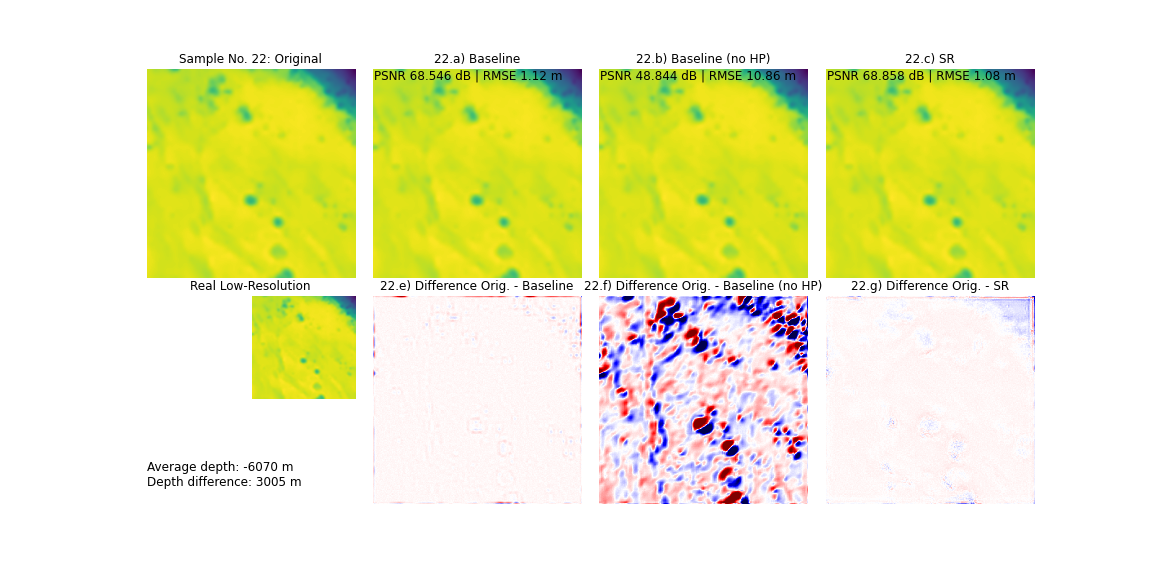 Sample No. 22: Original
22.a) Baseline
22.b) Baseline (no HP)
22.c) SR
PSNR 68.546 dB | RMSE 1.12 m
PSNR 48.844 dB | RMSE 10.86 m
PSNR 68.858 dB | RMSE 1.08 m
Real Low-Resolution
22.e) Difference Orig. - Baseline
22.f) Difference Orig. - Baseline (no HP)
22.g) Difference Orig. - SR
Average depth: -6070 m
Depth difference: 3005 m